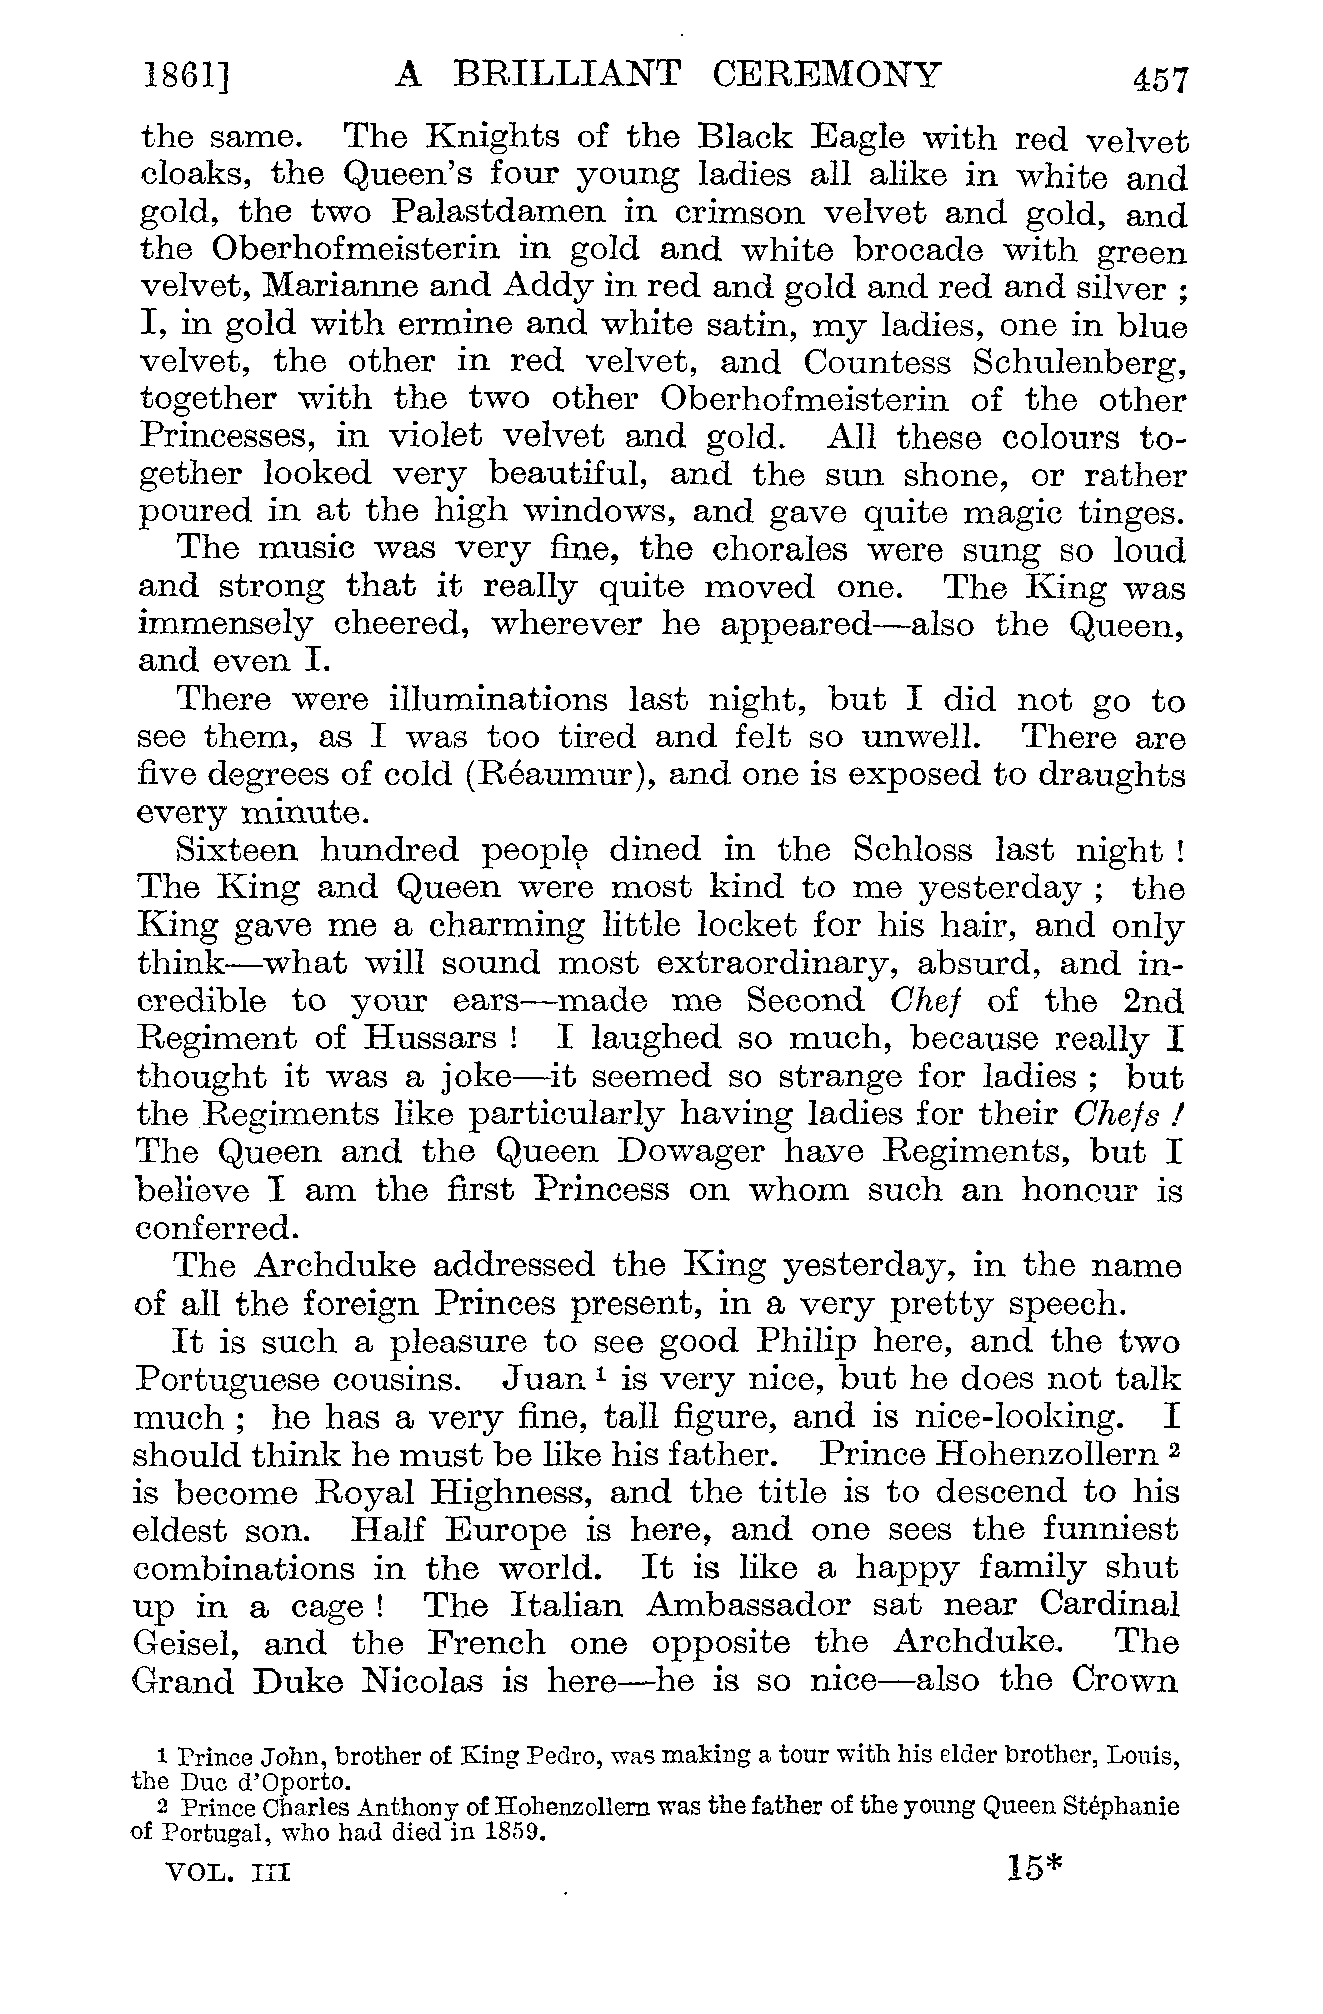 1861] A BRILLIANT CEREMONY 457
the same. The Knights of the Black Eagle with red velvet
cloaks, the Queen's four young ladies all alike in white and
gold, the two Palastdamen in crimson velvet and gold, and
the Oberhofmeisterin in gold and white brocade with green
velvet, Marianne and Addy in red and gold and red and silver ;
I, in gold with ermine and white satin, my ladies, one in blue
velvet, the other in red velvet, and Countess Schulenberg,
together with the two other Oberhofmeisterin of the other
Princesses, in violet velvet and gold. All these colours to-
gether looked very beautiful, and the sun shone, or rather
poured in at the high windows, and gave quite magic tinges.
The music was very fine, the chorales were sung so loud
and strong that it really quite moved one. The King was
immensely cheered, wherever he appeared—also the Queen,
and even I.
There were illuminations last night, but I did not go to
see them, as I was too tired and felt so unwell. There are
five degrees of cold (Réaumur), and one is exposed to draughts
every minute.
Sixteen hundred people dined in the Schloss last night !
The King and Queen were most kind to me yesterday ; the
King gave me a charming little locket for his hair, and only
think—what will sound most extraordinary, absurd, and in-
credible to your ears—made me Second Chef of the 2nd
Regiment of Hussars ! I laughed so much, because really I
thought it was a joke—it seemed so strange for ladies ; but
the Regiments like particularly having ladies for their Chefs !
The Queen and the Queen Dowager have Regiments, but I
believe I am the first Princess on whom such an honour is
conferred.
The Archduke addressed the King yesterday, in the name
of all the foreign Princes present, in a very pretty speech.
It is such a pleasure to see good Philip here, and the two
Portuguese cousins. Juan 1 is very nice, but he does not talk
much ; he has a very fine, tall figure, and is nice-looking. I
should think he must be like his father. Prince Hohenzollern 2
is become Royal Highness, and the title is to descend to his
eldest son. Half Europe is here, and one sees the funniest
combinations in the world. It is like a happy family shut
up in a cage ! The Italian Ambassador sat near Cardinal
Geisel, and the French one opposite the Archduke. The
Grand Duke Nicolas is here—he is so nice—also the Crown
1 Prince John, brother of King Pedro, was making a tour with his elder brother, Louis,
the Duc d'Oporto.
2 Prince Charles Anthony of Hohenzollern was the father of the young Queen Stéphanie
of Portugal, who had died in 1859.
VOL. III 15*